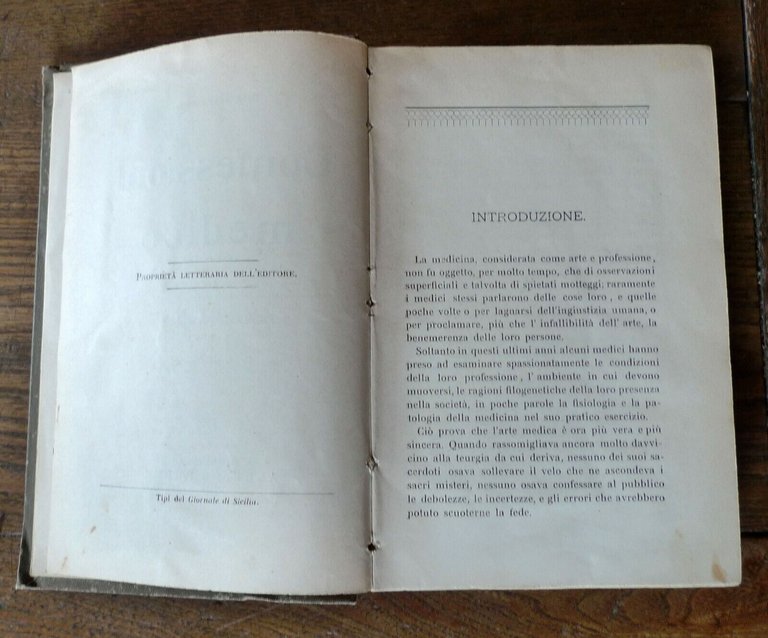 PROPRIETÀ LETTERARIA DELL'EDITORE.
Tipi del Giornale di Sicilia.
INTRODUZIONE.
La medicina, considerata come arte e professione,
non fu oggetto, per molto tempo, che di osservazioni
superficiali e talvolta di spietati motteggi; raramente
i medici stessi parlarono delle cose loro, e quelle
poche volte o per lagnarsi dell'ingiustizia umana, o
per proclamare, più che l'infallibilità dell'arte, la
benemerenza delle loro persone.
Soltanto in questi ultimi anni alcuni medici hanno
preso ad esaminare spassionatamente le condizioni
della loro professione, l'ambiente in cui devono
muoversi, le ragioni filogenetiche della loro presenza
nella società, in poche parole la fisiologia e la pa-
tologia della medicina nel suo pratico esercizio.
Ciò prova che l'arte medica è ora più vera e più
sincera. Quando rassomigliava ancora molto davvi-
cino alla teurgia da cui deriva, nessuno dei suoi sa-
cerdoti osava sollevare il velo che ne ascondeva i
sacri misteri, nessuno osava confessare al pubblico
le debolezze, le incertezze, e gli errori che avrebbero
potuto scuoterne la fede.